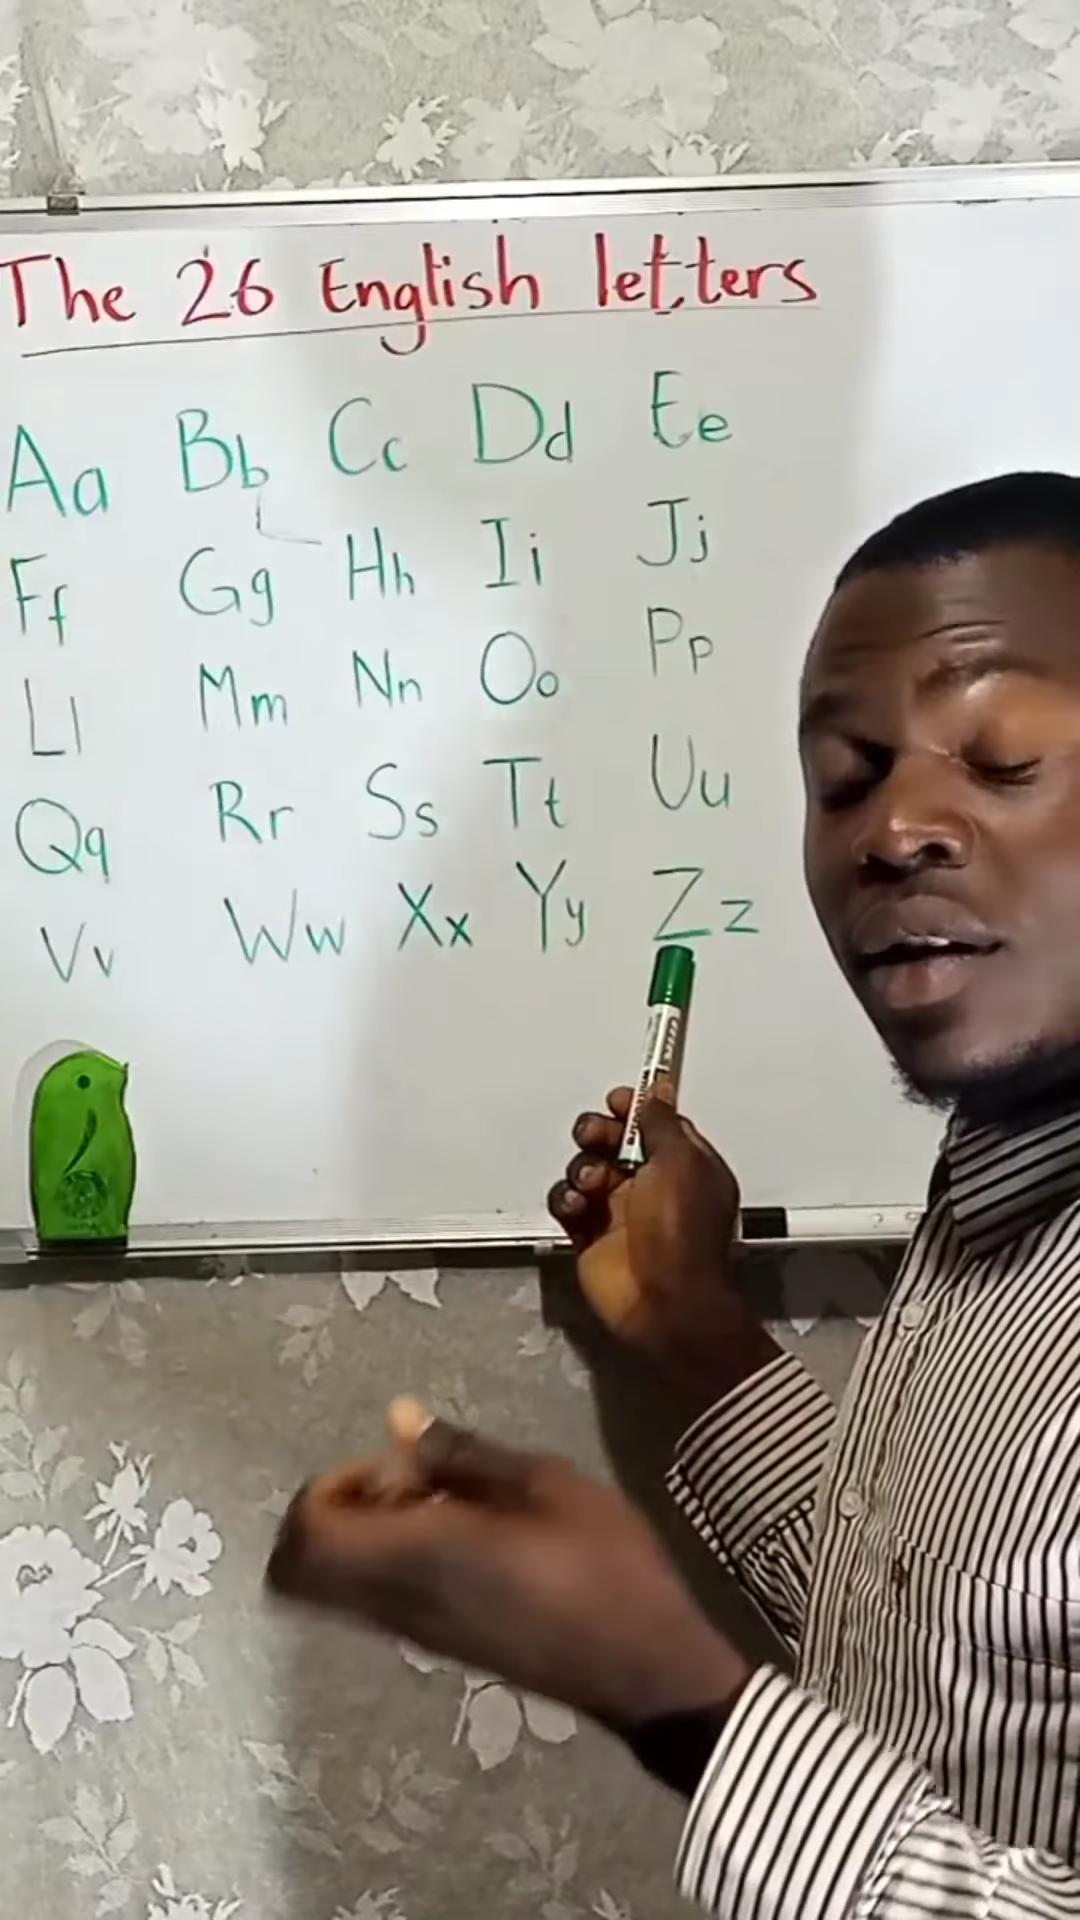 The 26 English letters
Aa Bb Cc Dd Ee
Ff Gg Hh Ii Jj
Ll Mm Nn Oo Pp
Qq Rr Ss Tt Uu
Vv Ww Xx Yy Zz